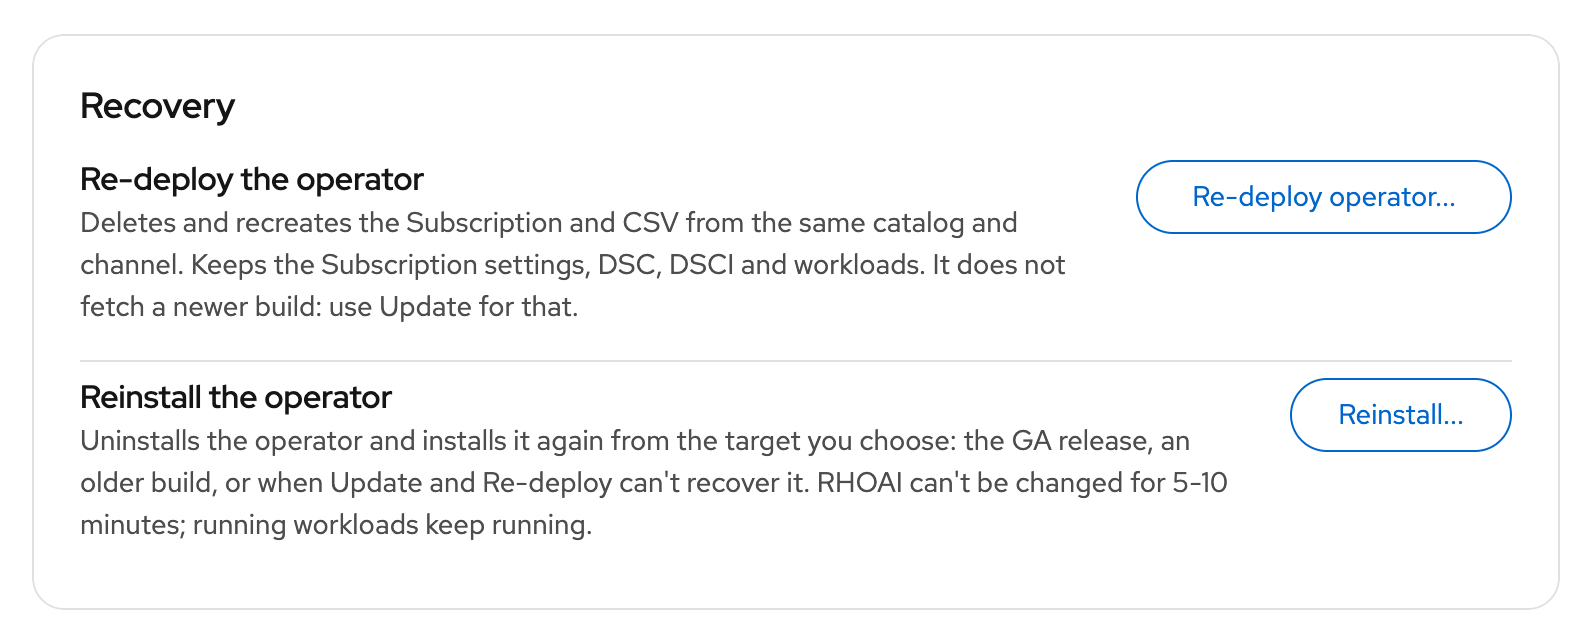 Recovery
Re-deploy the operator
Re-deploy operator...
Deletes and recreates the Subscription and CSV from the same catalog and
channel. Keeps the Subscription settings, DSC, DSCI and workloads. It does not
fetch a newer build: use Update for that.
Reinstall the operator
Reinstall...
Uninstalls the operator and installs it again from the target you choose: the GA release, an
older build, or when Update and Re-deploy can't recover it. RHOAI can't be changed for 5-10
minutes; running workloads keep running.